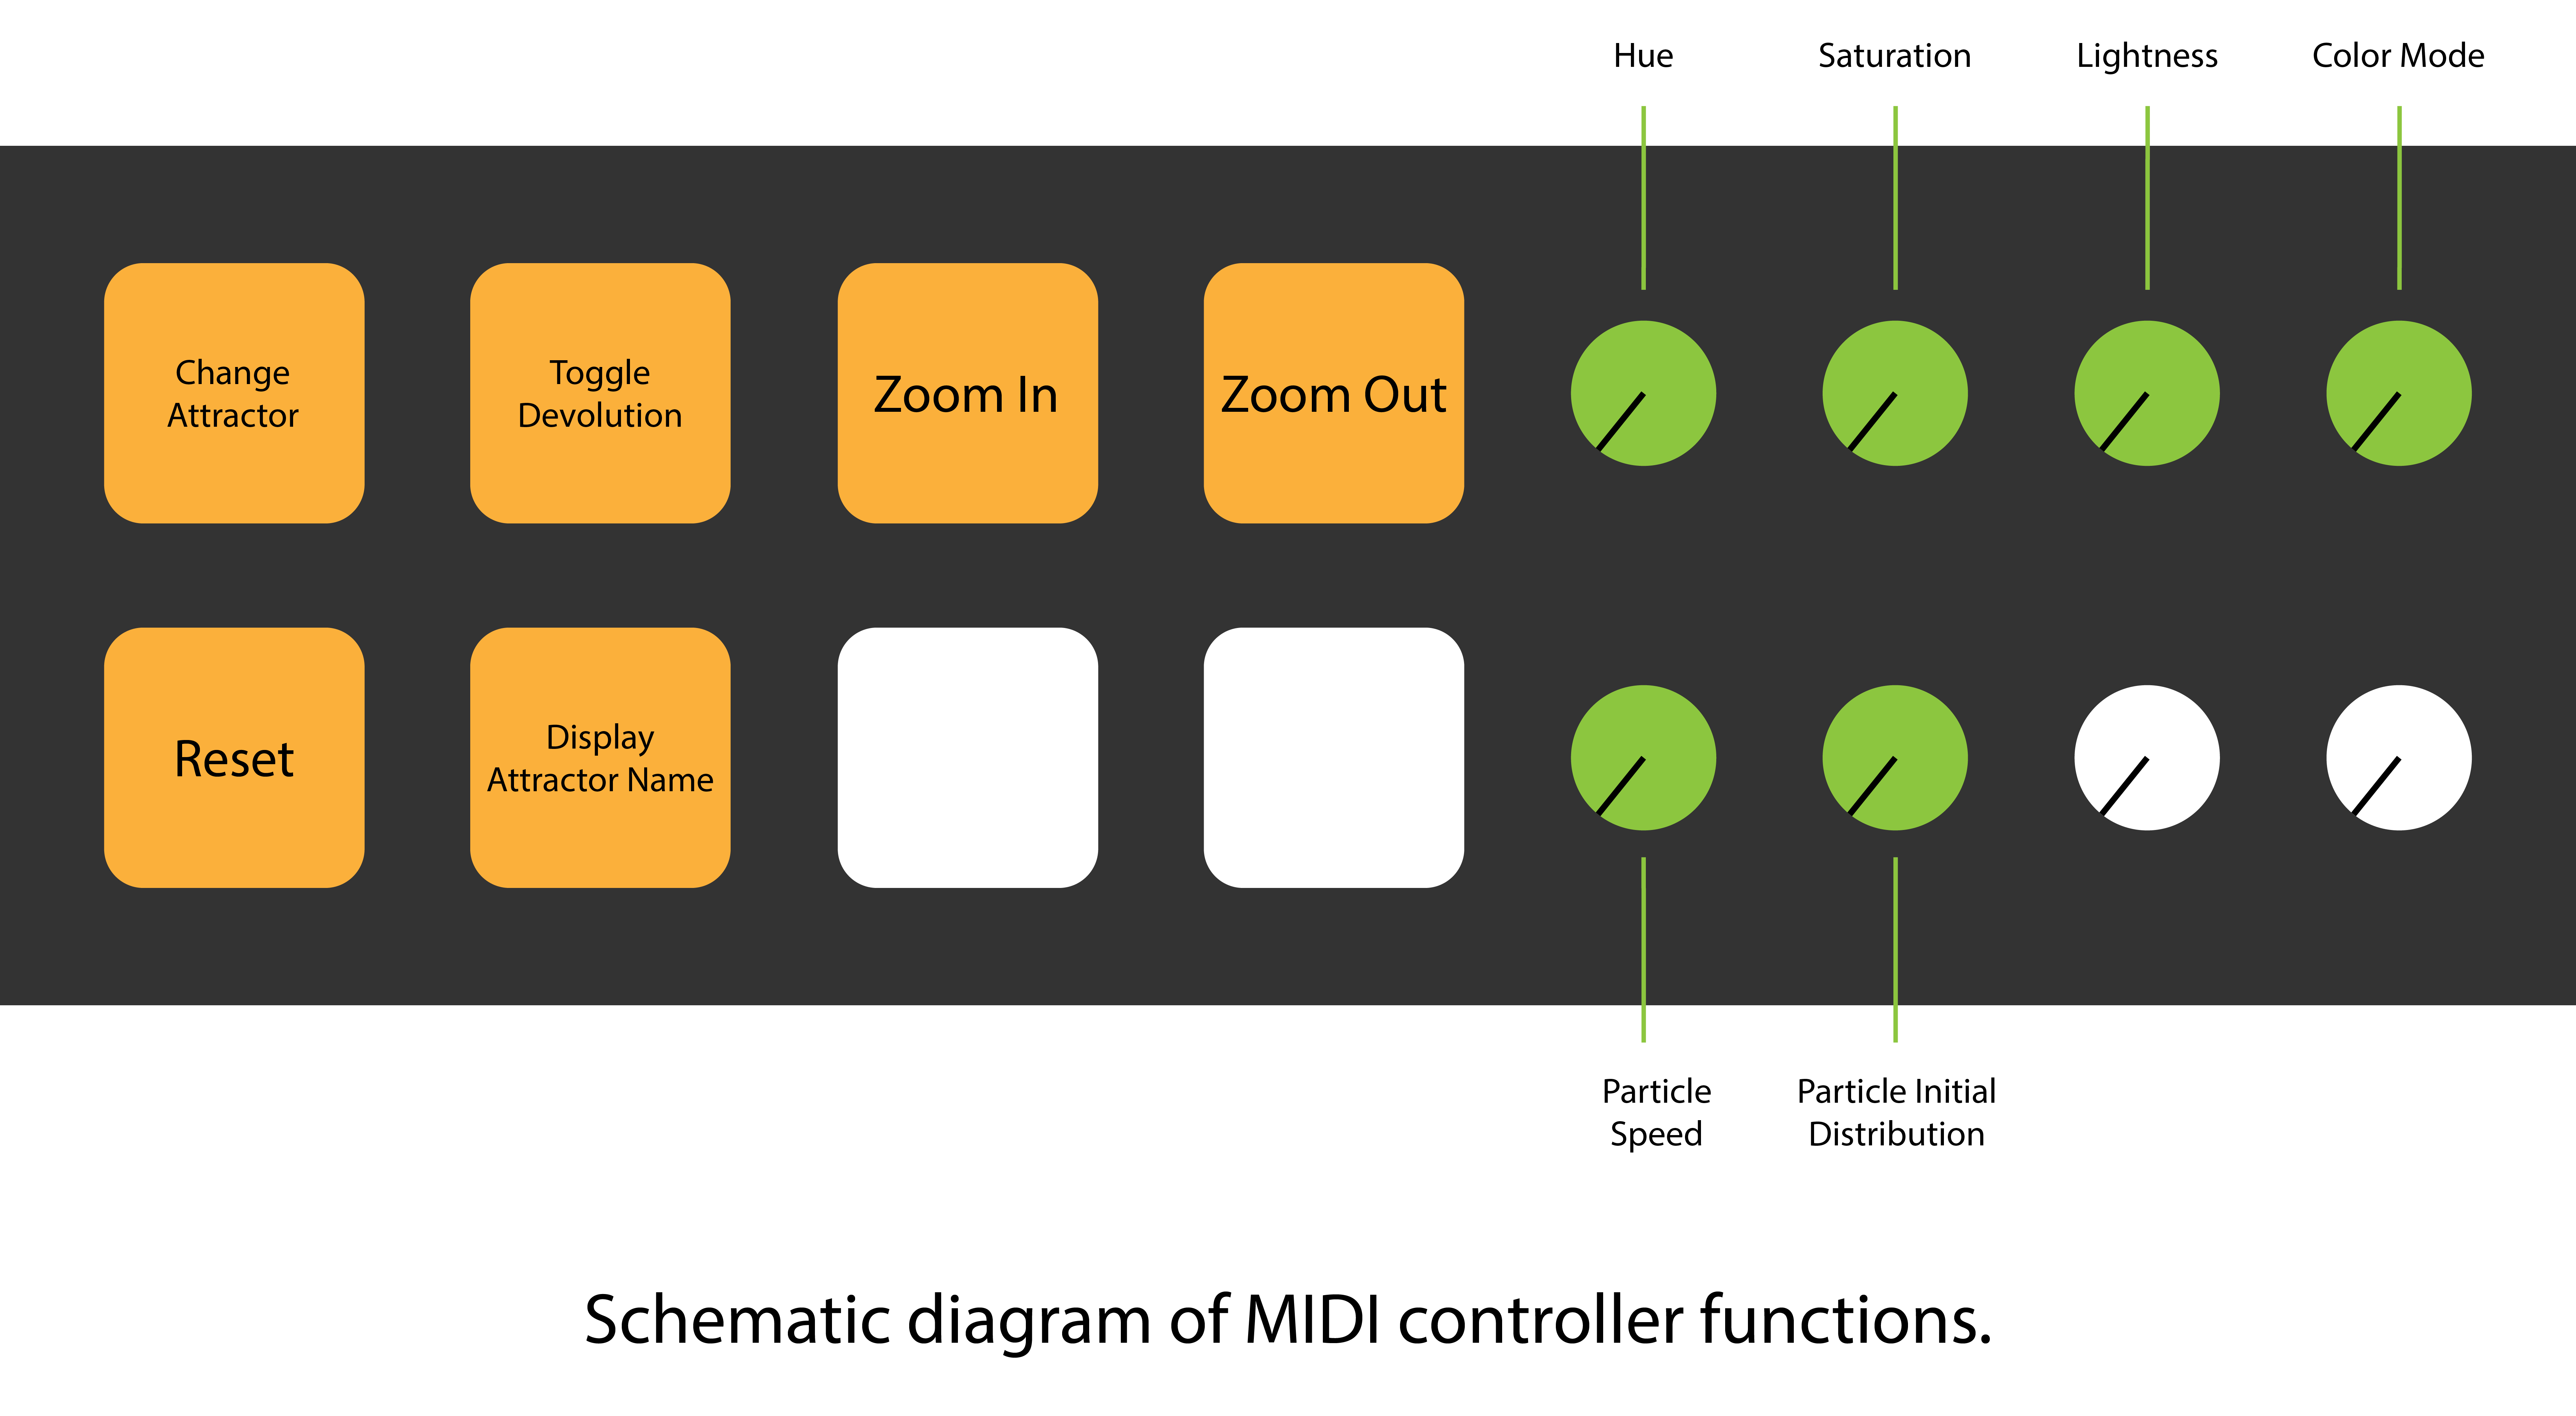 Hue
Saturation
Lightness
Color Mode
Change
Attractor
Toggle
Devolution
Zoom In
Zoom Out
Reset
Display
Attractor Name
Particle
Speed
Particle Initial
Distribution
Schematic diagram of MIDI controller functions.